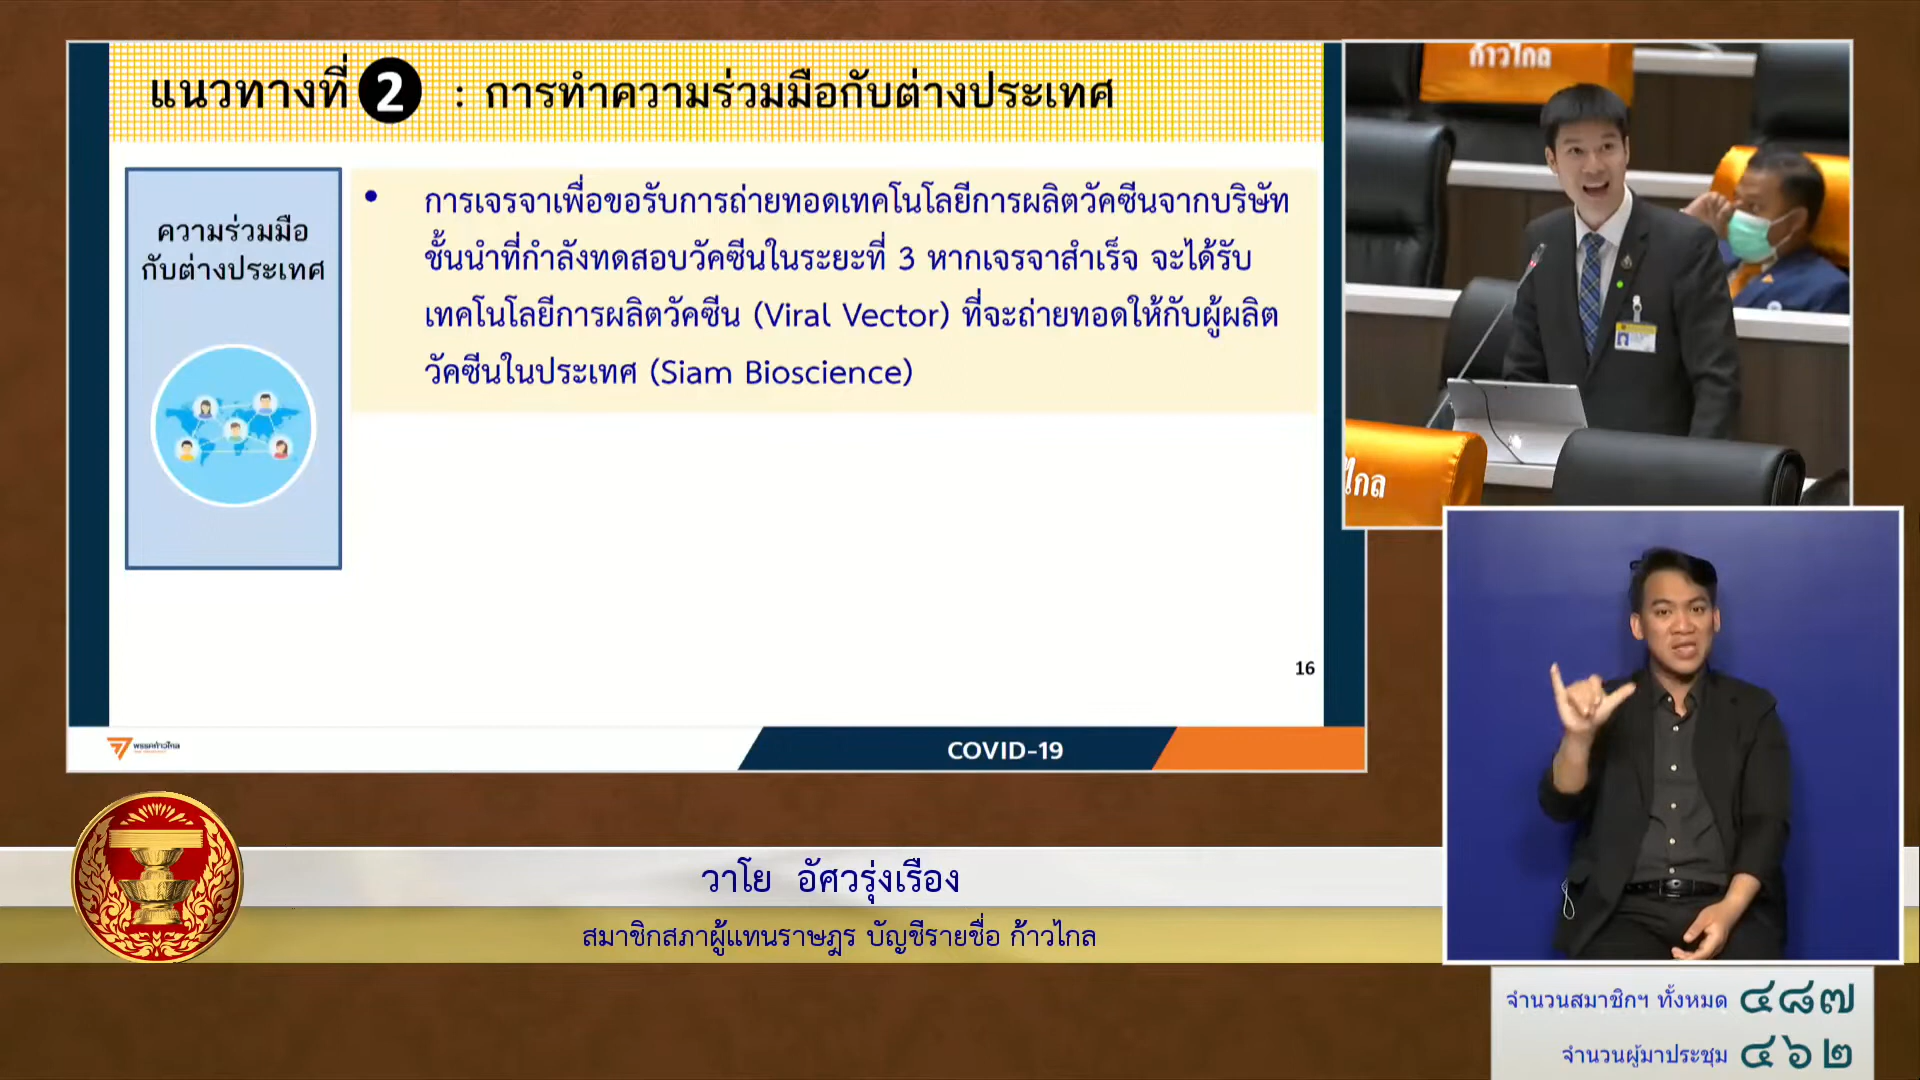 แนวทางที่ 2 : การทำความร่วมมือกับต่างประเทศ
ความร่วมมือ
กับต่างประเทศ
• การเจรจาเพื่อขอรับการถ่ายทอดเทคโนโลยีการผลิตวัคซีนจากบริษัท
ชั้นนำที่กำลังทดสอบวัคซีนในระยะที่ 3 หากเจรจาสำเร็จ จะได้รับ
เทคโนโลยีการผลิตวัคซีน (Viral Vector) ที่จะถ่ายทอดให้กับผู้ผลิต
วัคซีนในประเทศ (Siam Bioscience)
16
พรรคก้าวไกล
COVID-19
ก้าวไกล
ไกล
วาโย อัศวรุ่งเรือง
สมาชิกสภาผู้แทนราษฎร บัญชีรายชื่อ ก้าวไกล
จำนวนสมาชิกฯ ทั้งหมด ๔๘๗
จำนวนผู้มาประชุม ๔๖๒